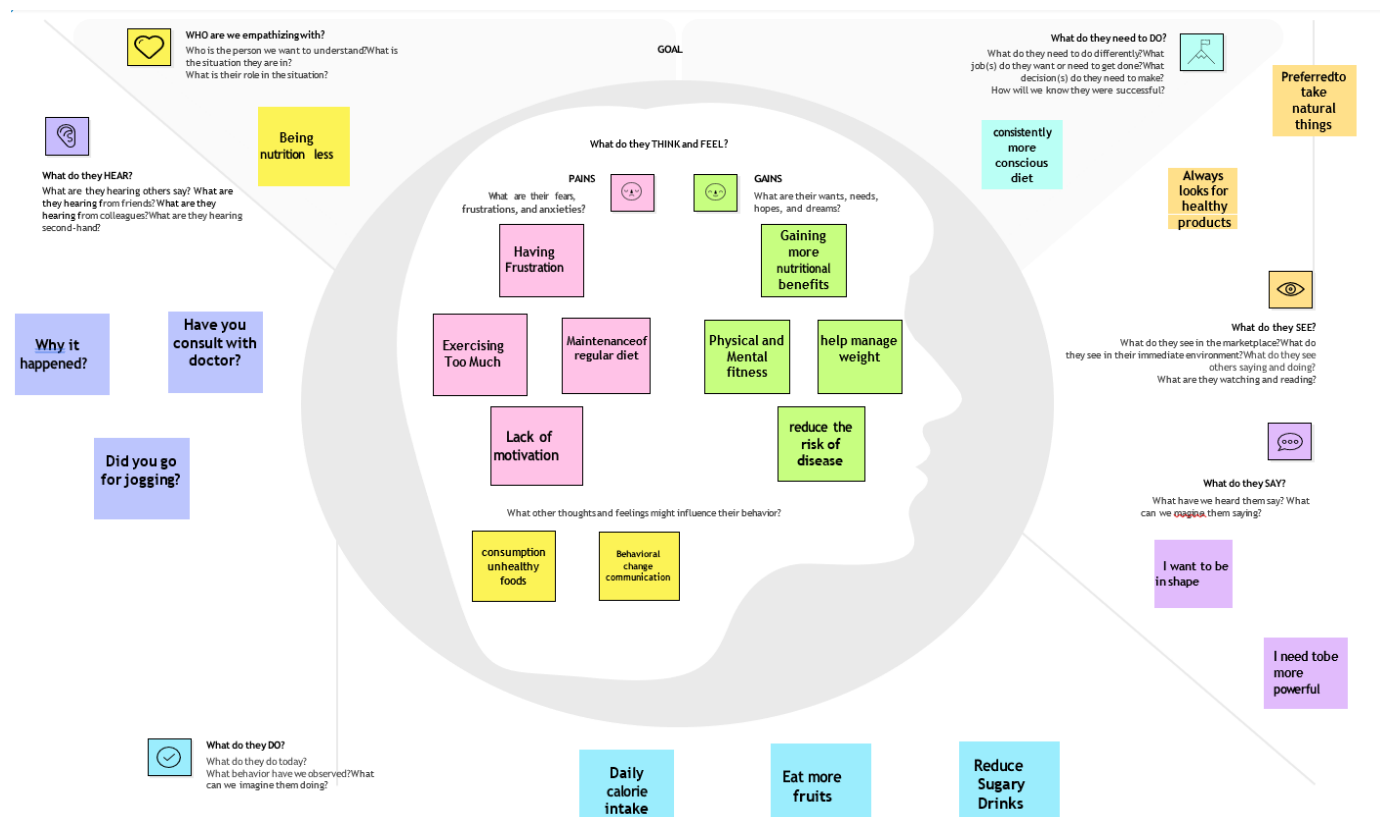 WHO are we empathizing with?
Who is the person we want to understand?What is
the situation they are in?
What is their role in the situation?
GOAL
What do they need to DO?
What do they need to do differently?What
job(s) do they want or need to get done?What
decision(s) do they need to make?
How will we know they were successful?
Being
nutrition less
consistently
more
conscious
diet
Preferredto
take
natural
things
Always
looks for
healthy
products
What do they HEAR?
What are they hearing others say? What are
they hearing from friends?What are they
hearing from colleagues?What are they hearing
second-hand?
Why it
happened?
Have you
consult with
doctor?
Did you go
for jogging?
What do they THINK and FEEL?
PAINS
What are their fears,
frustrations, and anxieties?
GAINS
What are their wants, needs,
hopes, and dreams?
Having
Frustration
Exercising
Too Much
Maintenanceof
regular diet
Lack of
motivation
Gaining
more
nutritional
benefits
Physical and
Mental
fitness
help manage
weight
reduce the
risk of
disease
What other thoughts and feelings might influence their behavior?
consumption
unhealthy
foods
Behavioral
change
communication
What do they SEE?
What do they see in the marketplace?What do
they see in their immediate environment?What do they see
others saying and doing?
What are they watching and reading?
What do they SAY?
What have we heard them say? What
can we magine them saying?
I want to be
in shape
I need tobe
more
powerful
What do they DO?
What do they do today?
What behavior have we observed?What
can we imagine them doing?
Daily
calorie
intake
Eat more
fruits
Reduce
Sugary
Drinks